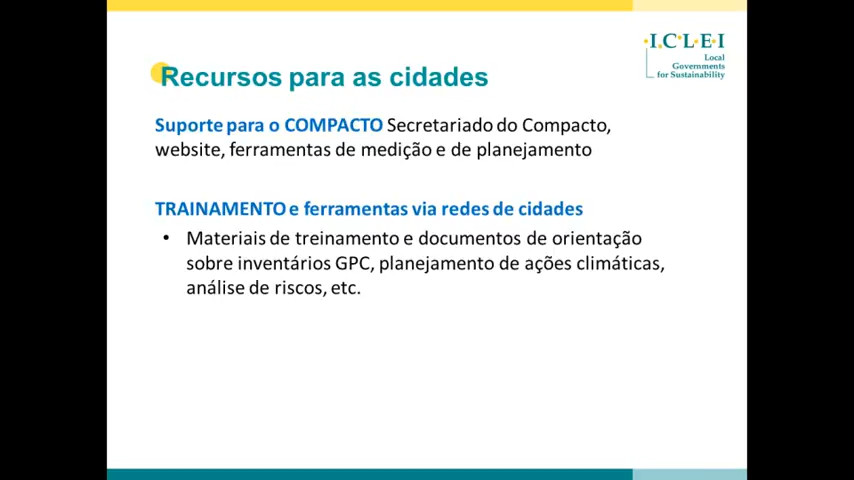 I.C.L.E.I
Local
Governments
for Sustainability
Recursos para as cidades
Suporte para o COMPACTO Secretariado do Compacto,
website, ferramentas de medição e de planejamento
TRAINAMENTO e ferramentas via redes de cidades
• Materiais de treinamento e documentos de orientação
sobre inventários GPC, planejamento de ações climáticas,
análise de riscos, etc.